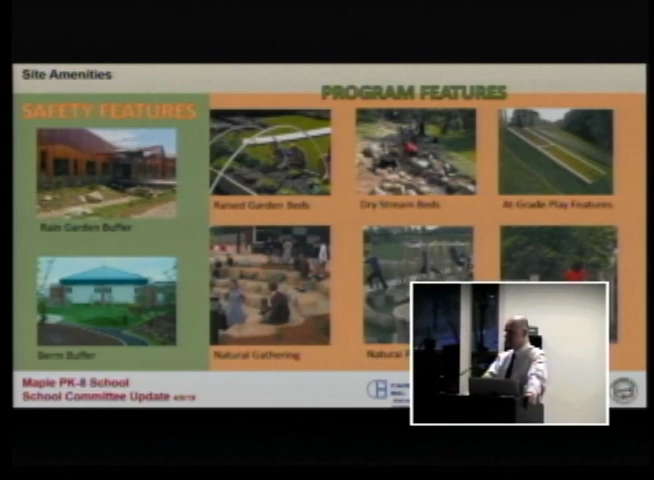 Site Amenities
PROGRAM FEATURES
SAFETY FEATURES
Raised Garden Beds
Dry Stream Beds
At-Grade Play Features
Rain Garden Buffer
Berm Buffer
Natural Gathering
Natural
Maple PK-8 School
School Committee Update